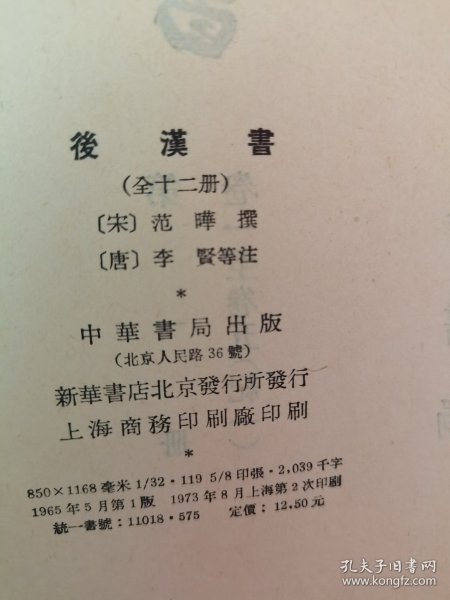 後漢書
(全十二册)
〔宋〕范曄撰
〔唐〕李賢等注
*
中華書局出版
(北京人民路36號)
新華書店北京發行所發行
上海商務印刷廠印刷
*
850×1168毫米1/32·119 5/8印張·2,039千字
1965年5月第1版 1973年8月上海第2次印刷
統一書號:11018·575 定價:12.50元
孔夫子旧书网
www.kongfz.com